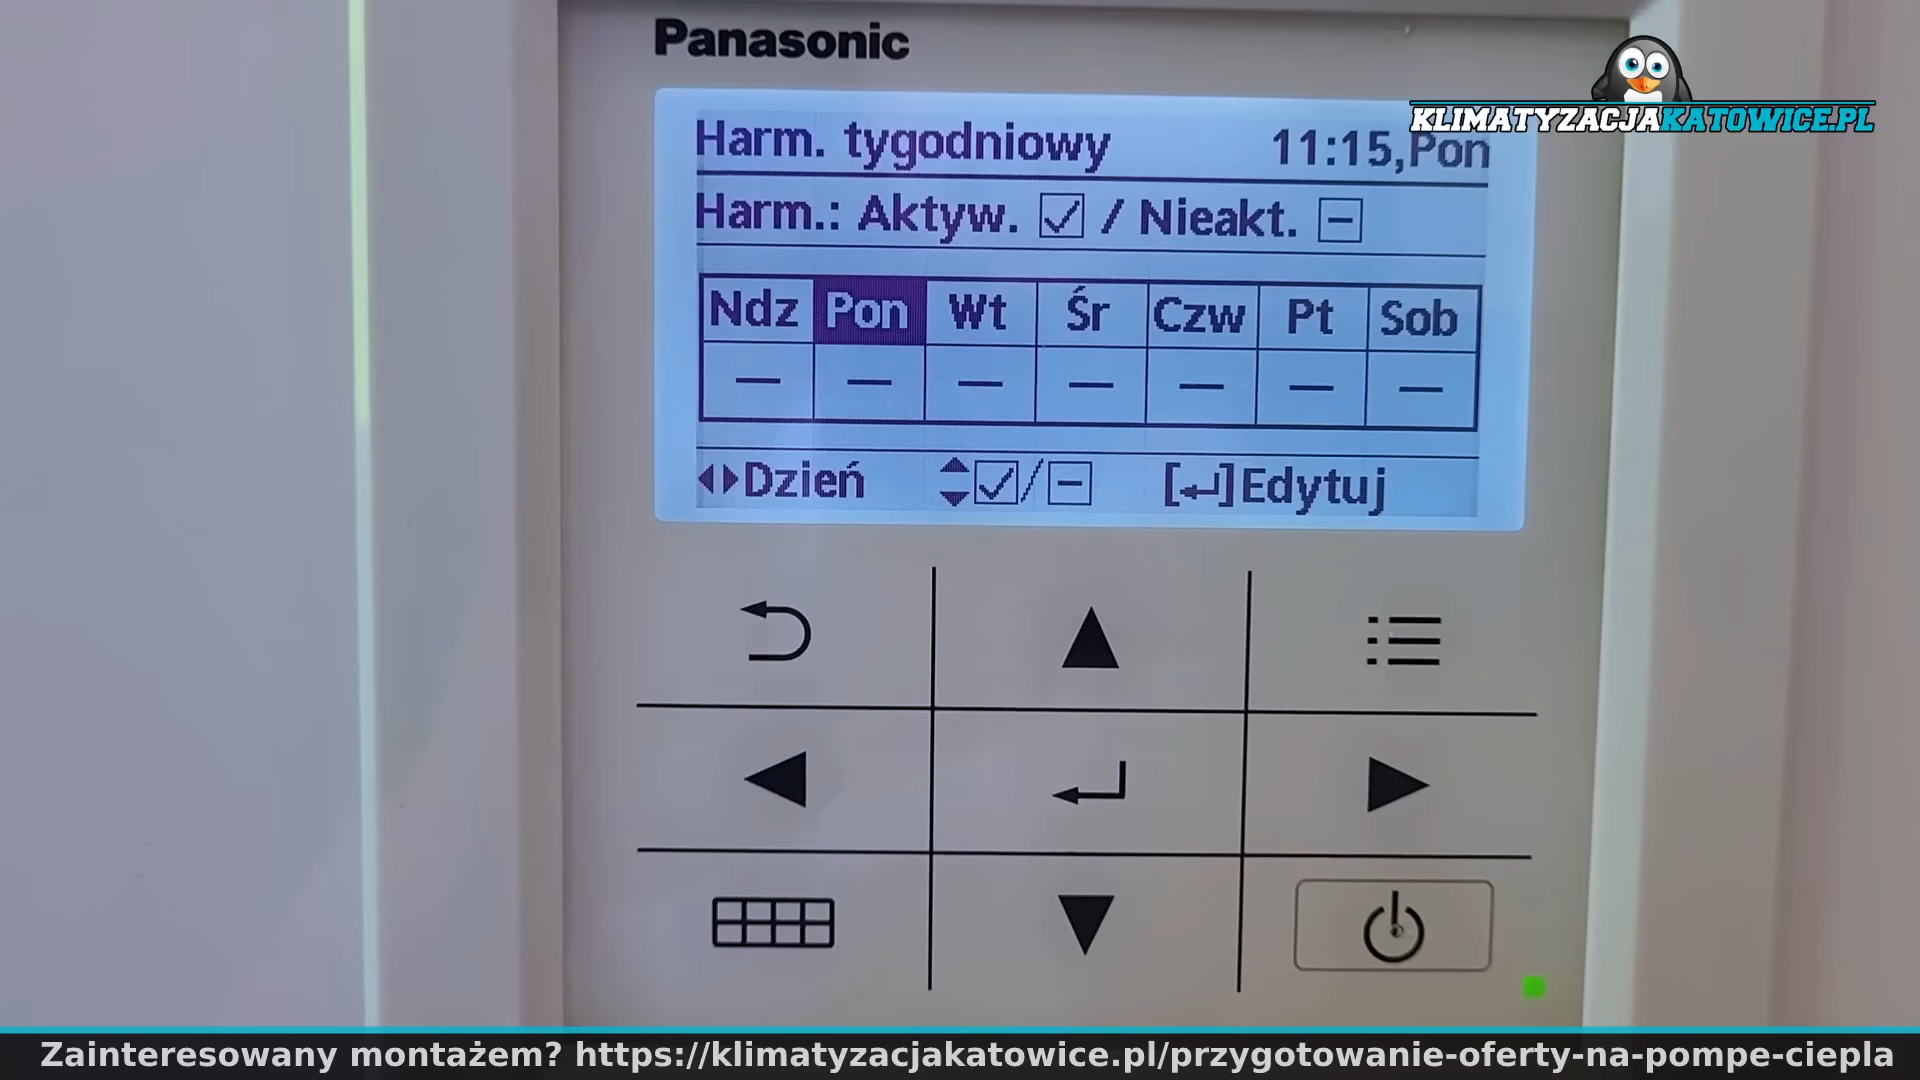 Panasonic
KLIMATYZACJAKATOWICE.PL
Harm. tygodniowy 11:15,Pon
Harm.: Aktyw. / Nieakt.
Ndz Pon Wt Śr Czw Pt Sob
Dzień / [↵]Edytuj
Zainteresowany montażem? https://klimatyzacjakatowice.pl/przygotowanie-oferty-na-pompe-ciepla